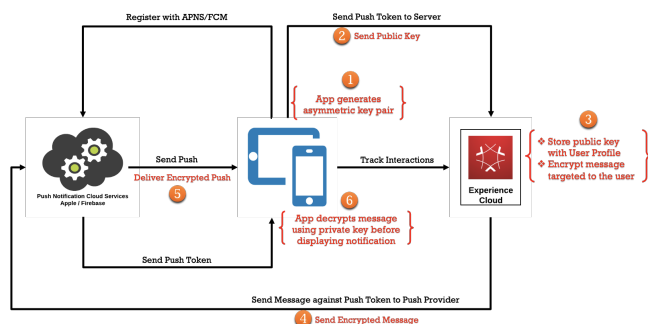 Register with APNS/FCM
Send Push Token to Server
2 Send Public Key
1
App generates
asymmetric key pair
3
❖ Store public key
with User Profile
❖ Encrypt message
targeted to the user
Push Notification Cloud Services
Apple / Firebase
Send Push
Deliver Encrypted Push
5
Track Interactions
Experience
Cloud
6
App decrypts message
using private key before
displaying notification
Send Push Token
Send Message against Push Token to Push Provider
4 Send Encrypted Message